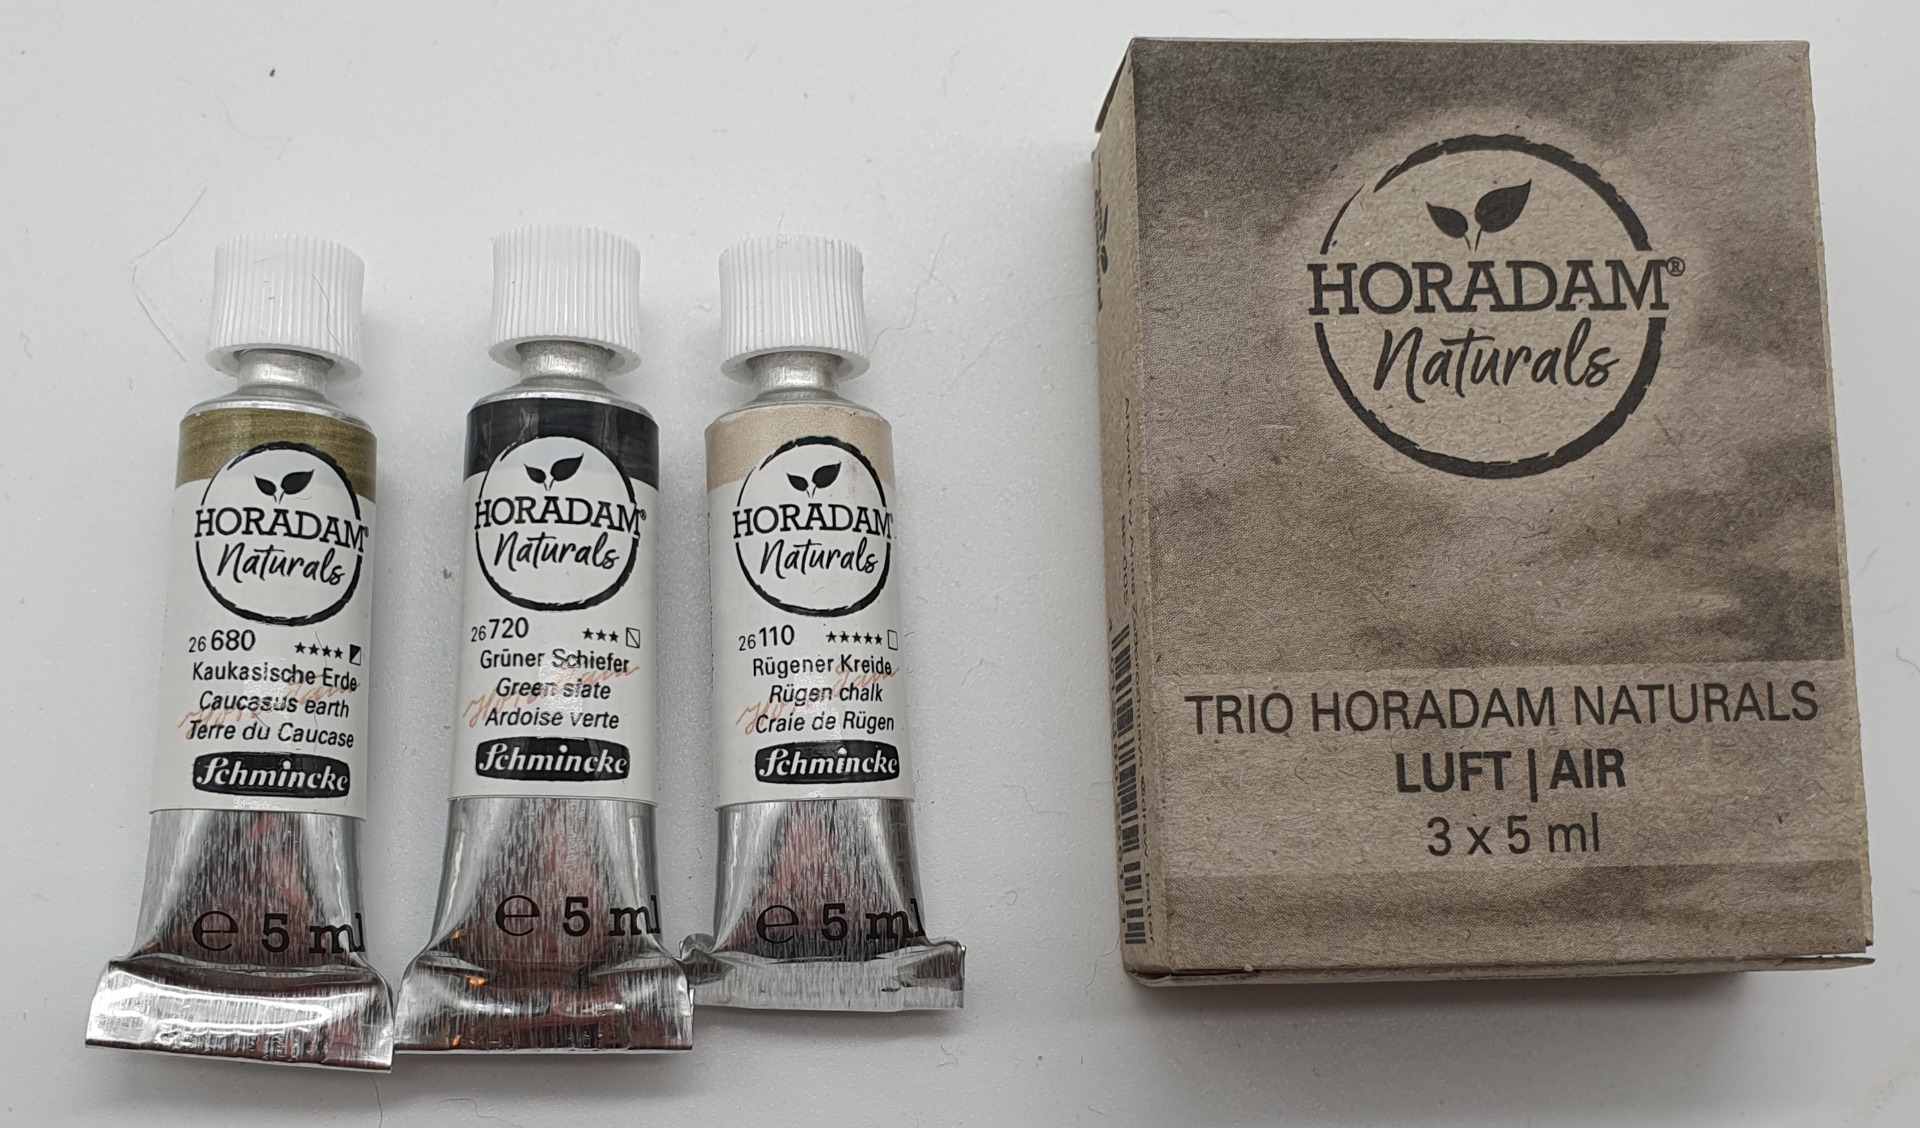 HORADAM®
Naturals
26 680 ★★★★
Kaukasische Erde
Caucasus earth
Terre du Caucase
Schmincke
e 5 ml
HORADAM®
Naturals
26 720 ★★★
Grüner Schiefer
Green slate
Ardoise verte
Schmincke
e 5 ml
HORADAM
Naturals
26 110 ★★★★★
Rügener Kreide
Rügen chalk
Craie de Rügen
Schmincke
e 5 ml
HORADAM®
Naturals
TRIO HORADAM NATURALS
LUFT | AIR
3 x 5 ml